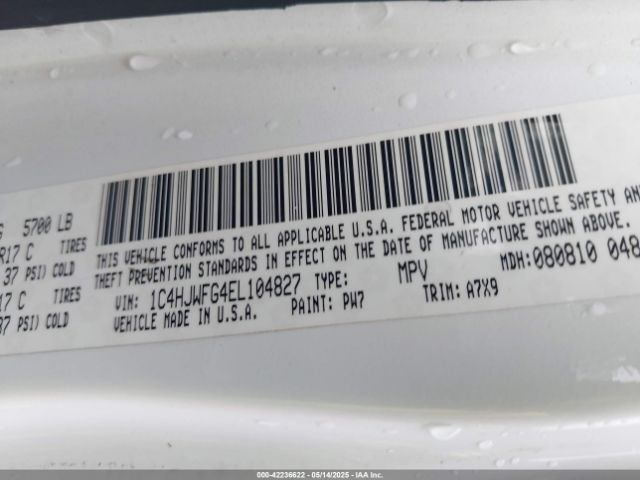 G 5700 LB
R17 C TIRES
37 PSI) COLD
17 C TIRES
37 PSI) COLD
THIS VEHICLE CONFORMS TO ALL APPLICABLE U.S.A. FEDERAL MOTOR VEHICLE SAFETY AND
THEFT PREVENTION STANDARDS IN EFFECT ON THE DATE OF MANUFACTURE SHOWN ABOVE.
VIN: 1C4HJWFG4EL104827 TYPE: MPV MDH:080810 048
VEHICLE MADE IN U.S.A. PAINT: PW7 TRIM: A7X9
000-42236622 - 05/14/2025 - IAA Inc.